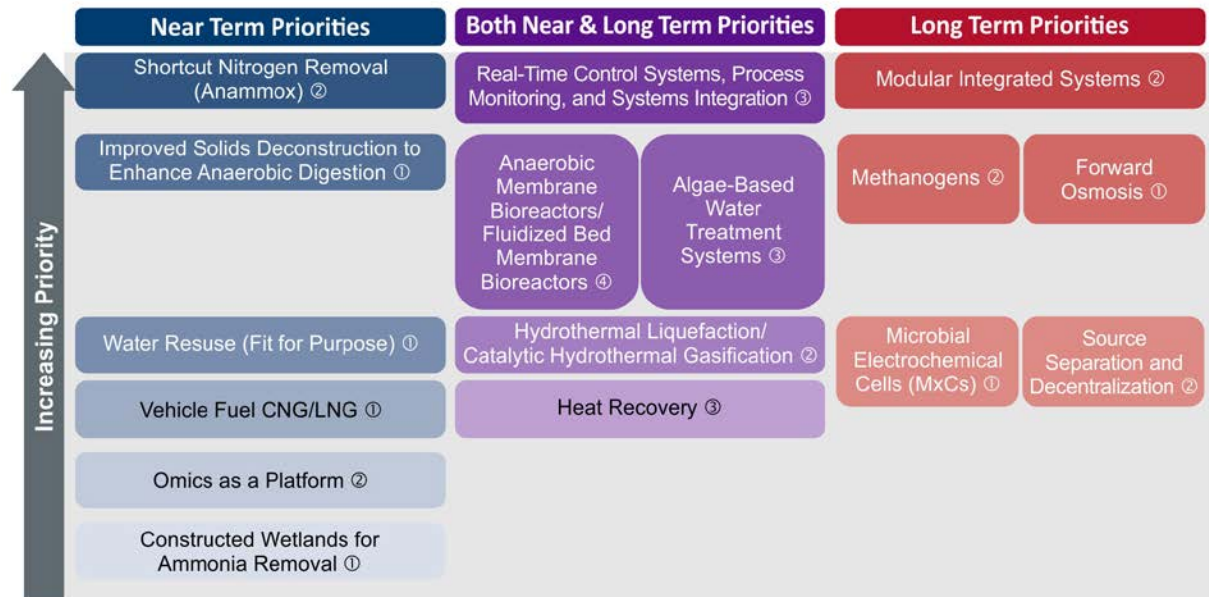 Near Term Priorities
Both Near & Long Term Priorities
Long Term Priorities
Increasing Priority
Shortcut Nitrogen Removal
(Anammox) ②
Improved Solids Deconstruction to
Enhance Anaerobic Digestion ①
Water Resuse (Fit for Purpose) ①
Vehicle Fuel CNG/LNG ①
Omics as a Platform ②
Constructed Wetlands for
Ammonia Removal ①
Real-Time Control Systems, Process
Monitoring, and Systems Integration ③
Anaerobic
Membrane
Bioreactors/
Fluidized Bed
Membrane
Bioreactors ④
Algae-Based
Water
Treatment
Systems ③
Hydrothermal Liquefaction/
Catalytic Hydrothermal Gasification ②
Heat Recovery ③
Modular Integrated Systems ②
Methanogens ②
Forward
Osmosis ①
Microbial
Electrochemical
Cells (MxCs) ①
Source
Separation and
Decentralization ②